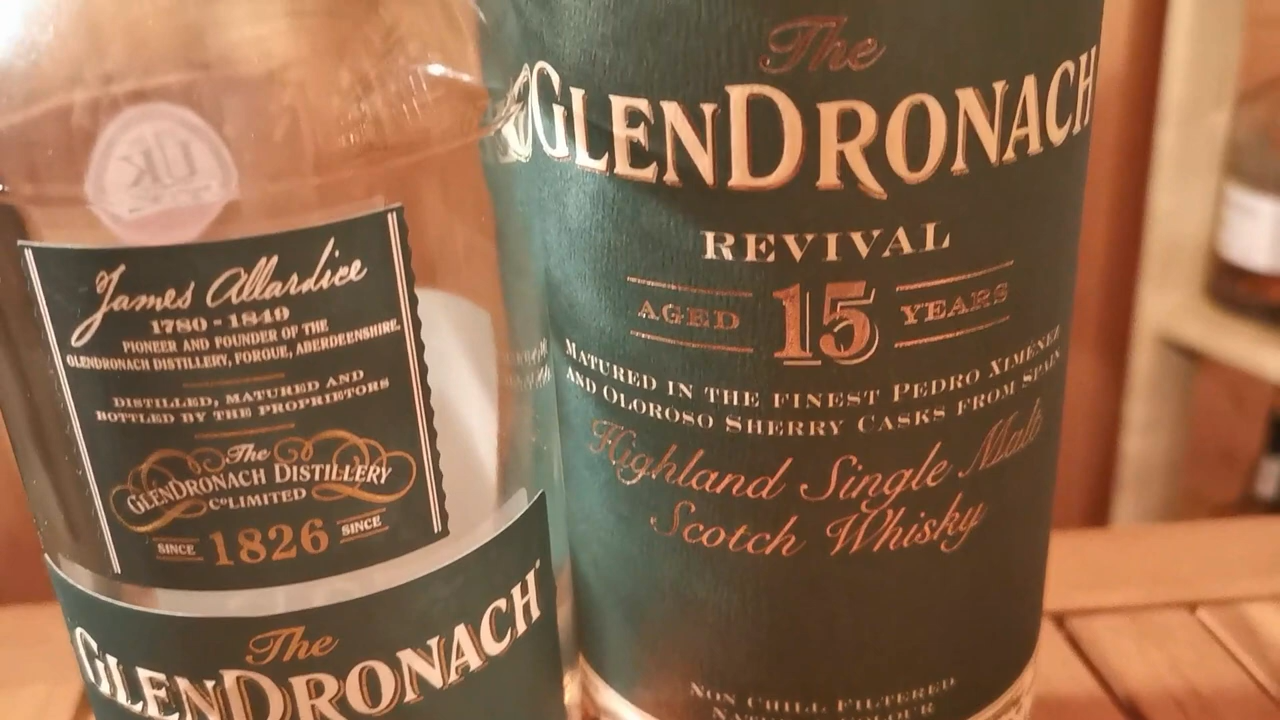 James Allardice
1780 - 1849
PIONEER AND FOUNDER OF THE
GLENDRONACH DISTILLERY, FORGUE, ABERDEENSHIRE.
DISTILLED, MATURED AND
BOTTLED BY THE PROPRIETORS
The
GLENDRONACH DISTILLERY
Co LIMITED
SINCE 1826 SINCE
The
GLENDRONACH
The
GLENDRONACH
REVIVAL
AGED 15 YEARS
MATURED IN THE FINEST PEDRO XIMÉNEZ
AND OLOROSO SHERRY CASKS FROM SPAIN
Highland Single Malt
Scotch Whisky
NON CHILL FILTERED
NATURAL COLOUR